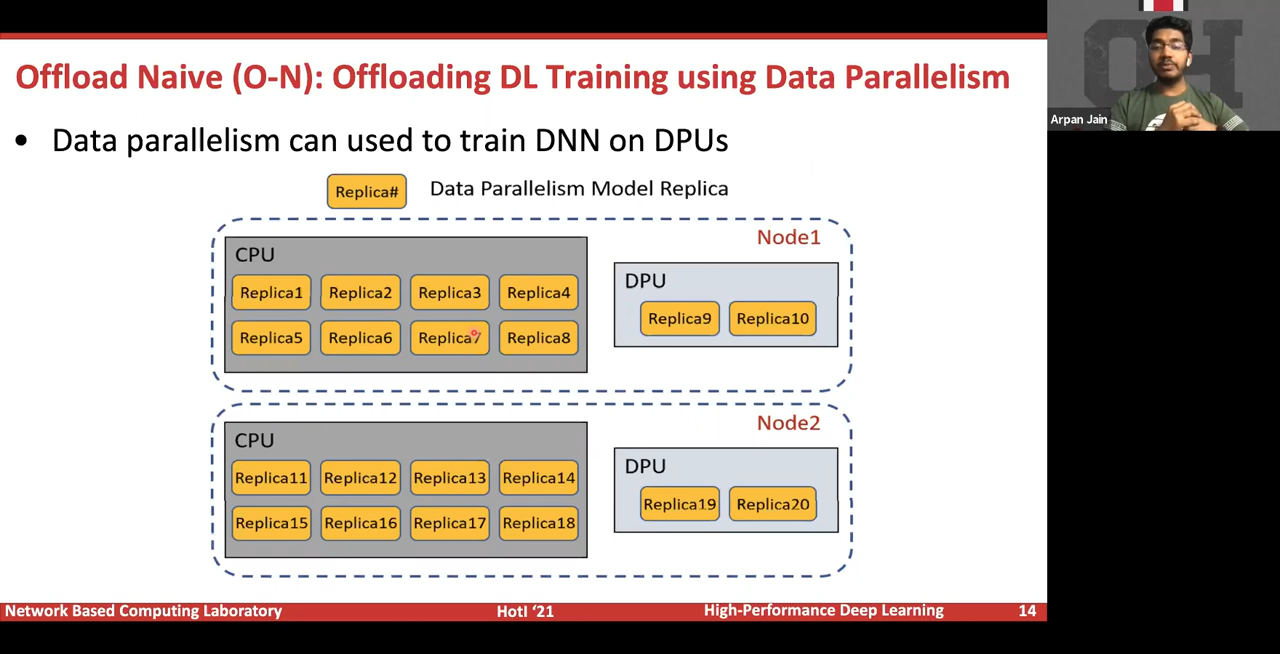 Offload Naive (O-N): Offloading DL Training using Data Parallelism
• Data parallelism can used to train DNN on DPUs
Replica# Data Parallelism Model Replica
Node1
CPU
Replica1 Replica2 Replica3 Replica4
Replica5 Replica6 Replica7 Replica8
DPU
Replica9 Replica10
Node2
CPU
Replica11 Replica12 Replica13 Replica14
Replica15 Replica16 Replica17 Replica18
DPU
Replica19 Replica20
Network Based Computing Laboratory HotI ‘21 High-Performance Deep Learning 14
Arpan Jain